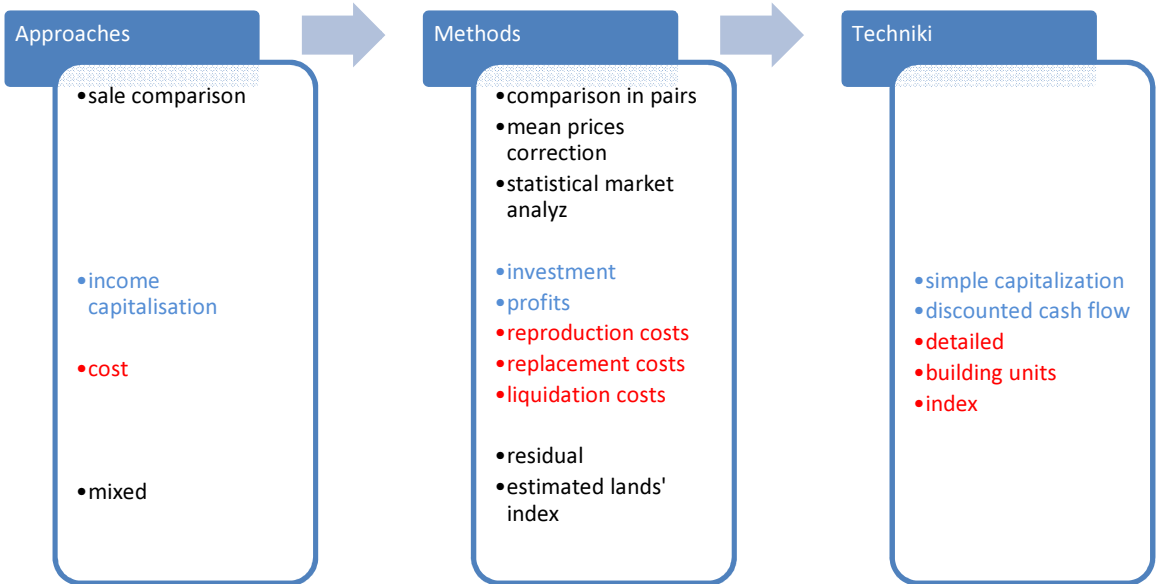 Approaches
•sale comparison
•income
capitalisation
•cost
•mixed
Methods
•comparison in pairs
•mean prices
correction
•statistical market
analyz
•investment
•profits
•reproduction costs
•replacement costs
•liquidation costs
•residual
•estimated lands'
index
Techniki
•simple capitalization
•discounted cash flow
•detailed
•building units
•index